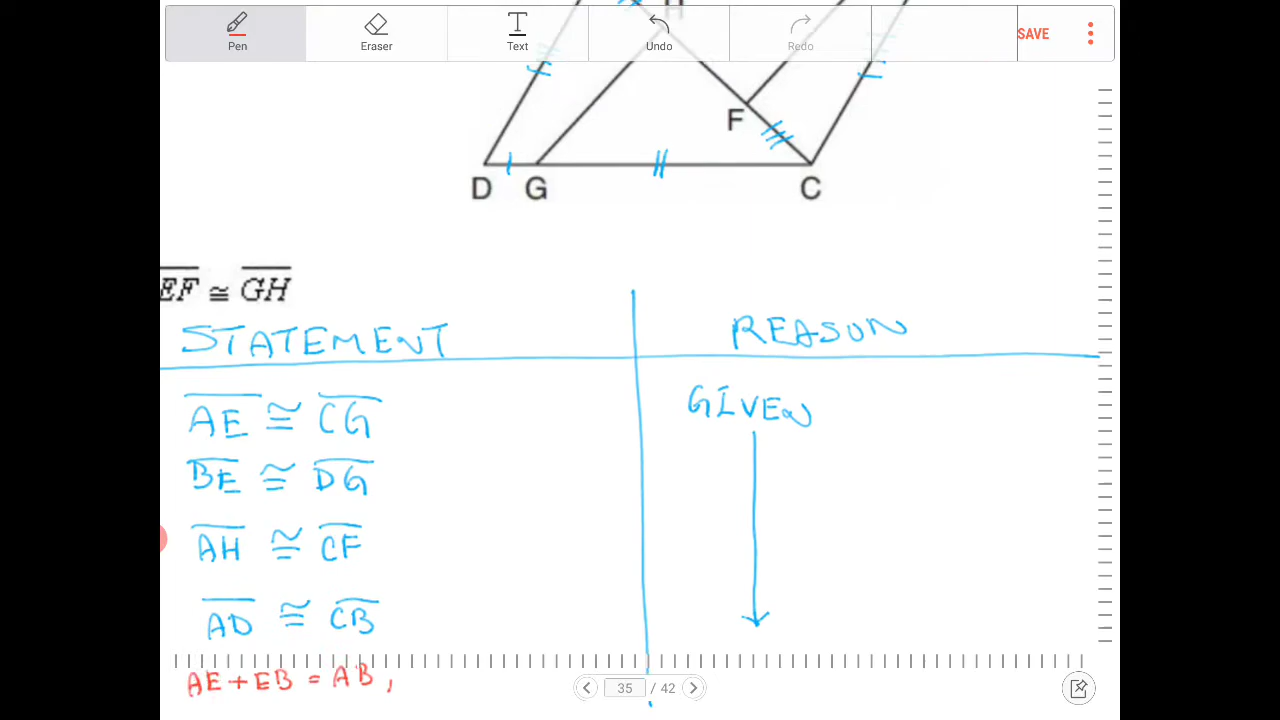 Pen Eraser Text Undo Redo SAVE
H
F
D G C
EF ≅ GH
STATEMENT REASON
AE ≅ CG GIVEN
BE ≅ DG
AH ≅ CF
AD ≅ CB
AE + EB = AB,
35 / 42